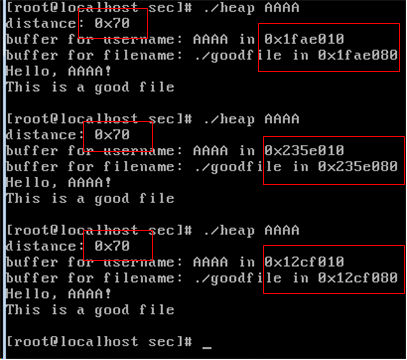 [root@localhost sec]# ./heap AAAA
distance: 0x70
buffer for username: AAAA in 0x1fae010
buffer for filename: ./goodfile in 0x1fae080
Hello, AAAA!
This is a good file
[root@localhost sec]# ./heap AAAA
distance: 0x70
buffer for username: AAAA in 0x235e010
buffer for filename: ./goodfile in 0x235e080
Hello, AAAA!
This is a good file
[root@localhost sec]# ./heap AAAA
distance: 0x70
buffer for username: AAAA in 0x12cf010
buffer for filename: ./goodfile in 0x12cf080
Hello, AAAA!
This is a good file
[root@localhost sec]# _